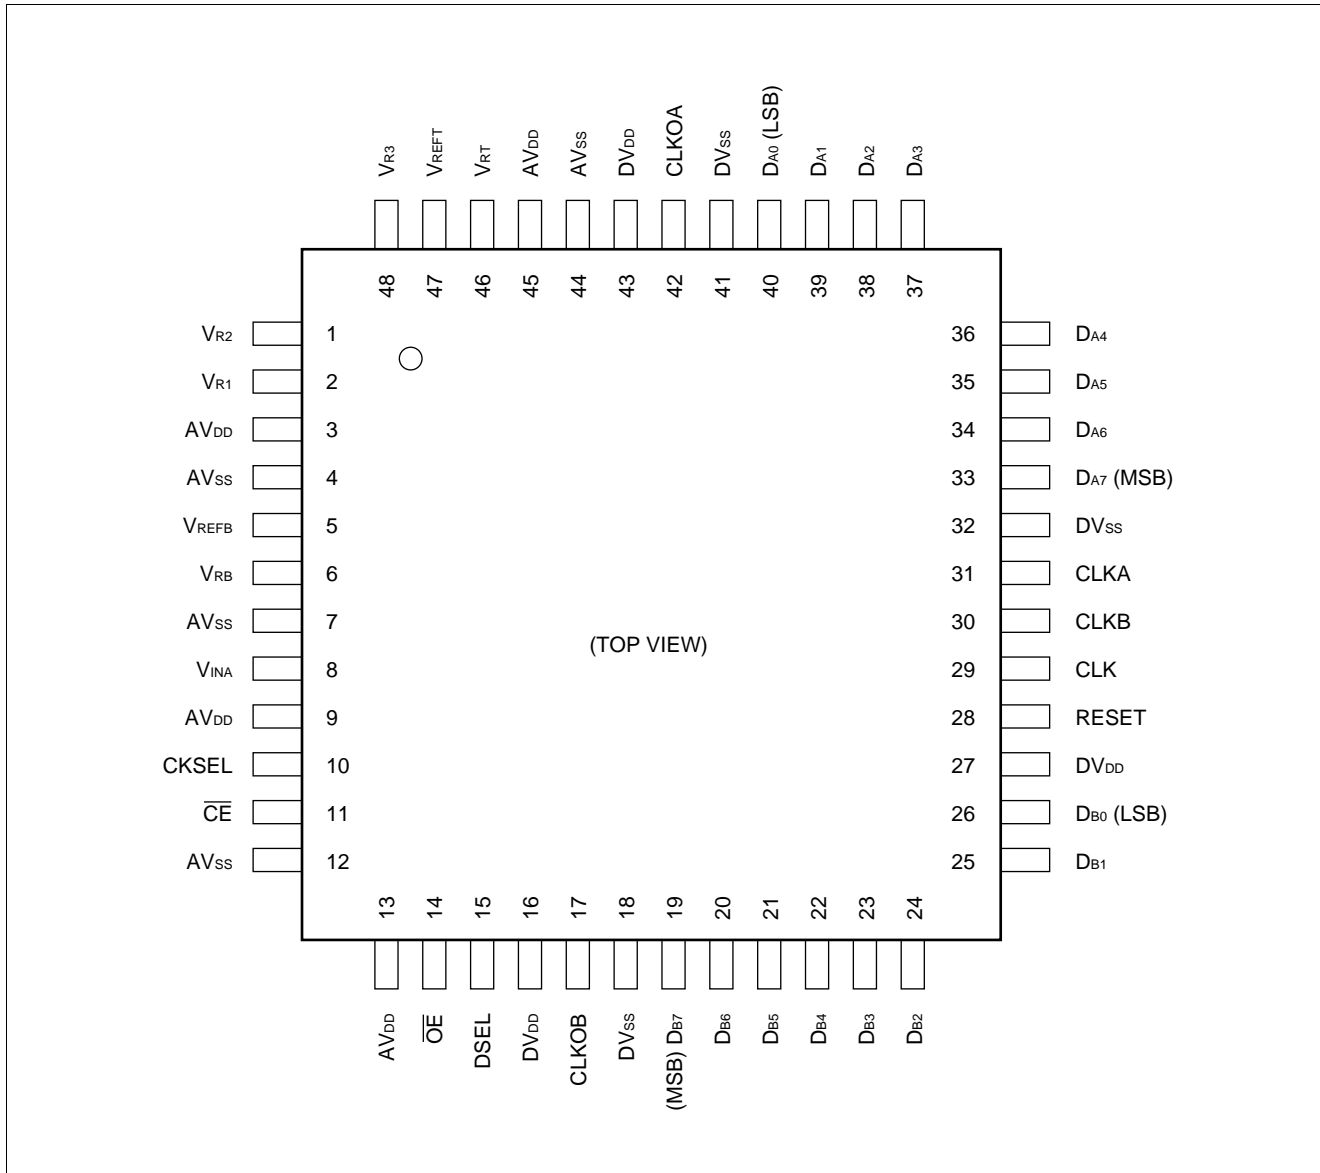 VR3 VREFT VRT AVDD AVSS DVDD CLKOA DVSS DA0 (LSB) DA1 DA2 DA3
48 47 46 45 44 43 42 41 40 39 38 37
VR2 1 36 DA4
VR1 2 35 DA5
AVDD 3 34 DA6
AVSS 4 33 DA7 (MSB)
VREFB 5 32 DVSS
VRB 6 31 CLKA
AVSS 7 30 CLKB
(TOP VIEW)
VINA 8 29 CLK
AVDD 9 28 RESET
CKSEL 10 27 DVDD
C̅E̅ 11 26 DB0 (LSB)
AVSS 12 25 DB1
13 14 15 16 17 18 19 20 21 22 23 24
AVDD O̅E̅ DSEL DVDD CLKOB DVSS (MSB) DB7 DB6 DB5 DB4 DB3 DB2